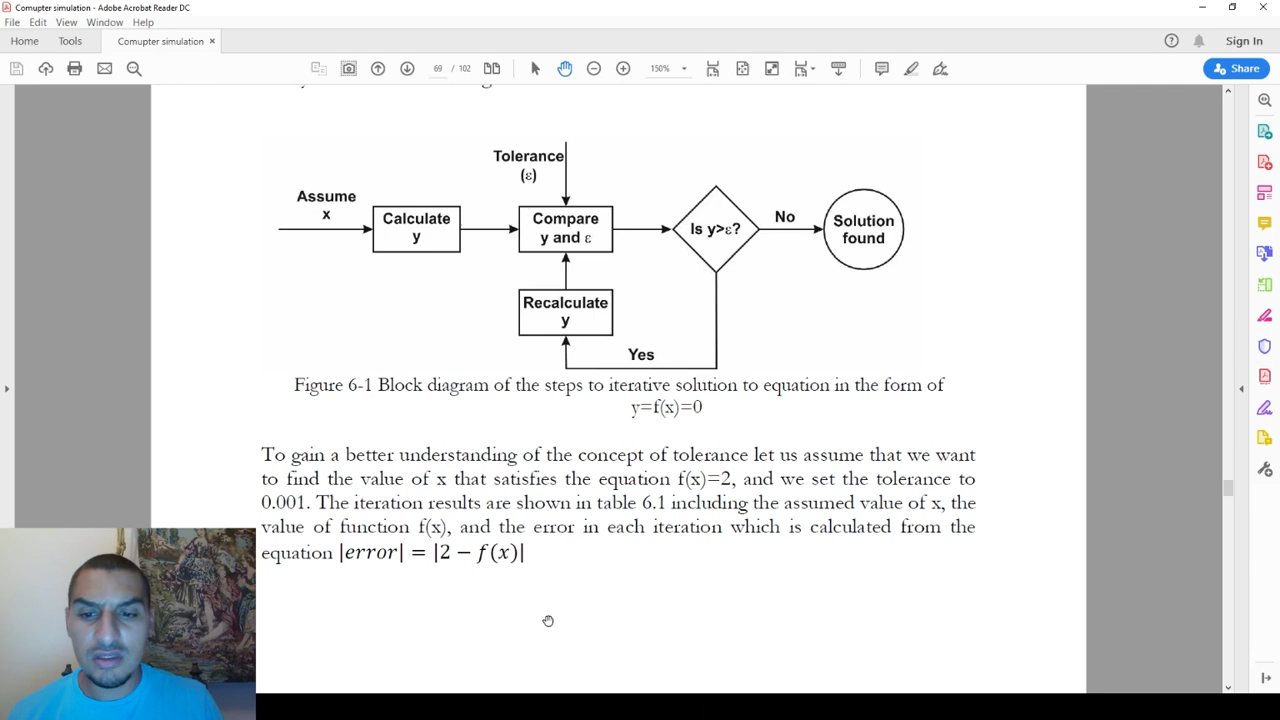 Comupter simulation - Adobe Acrobat Reader DC
File Edit View Window Help
Home Tools Comupter simulation × Sign In
69 / 102 150% Share
Tolerance
(ε)
Assume
x
Calculate
y
Compare
y and ε
Is y>ε?
No
Solution
found
Recalculate
y
Yes
Figure 6-1 Block diagram of the steps to iterative solution to equation in the form of
y=f(x)=0
To gain a better understanding of the concept of tolerance let us assume that we want
to find the value of x that satisfies the equation f(x)=2, and we set the tolerance to
0.001. The iteration results are shown in table 6.1 including the assumed value of x, the
value of function f(x), and the error in each iteration which is calculated from the
equation |error| = |2 − f(x)|